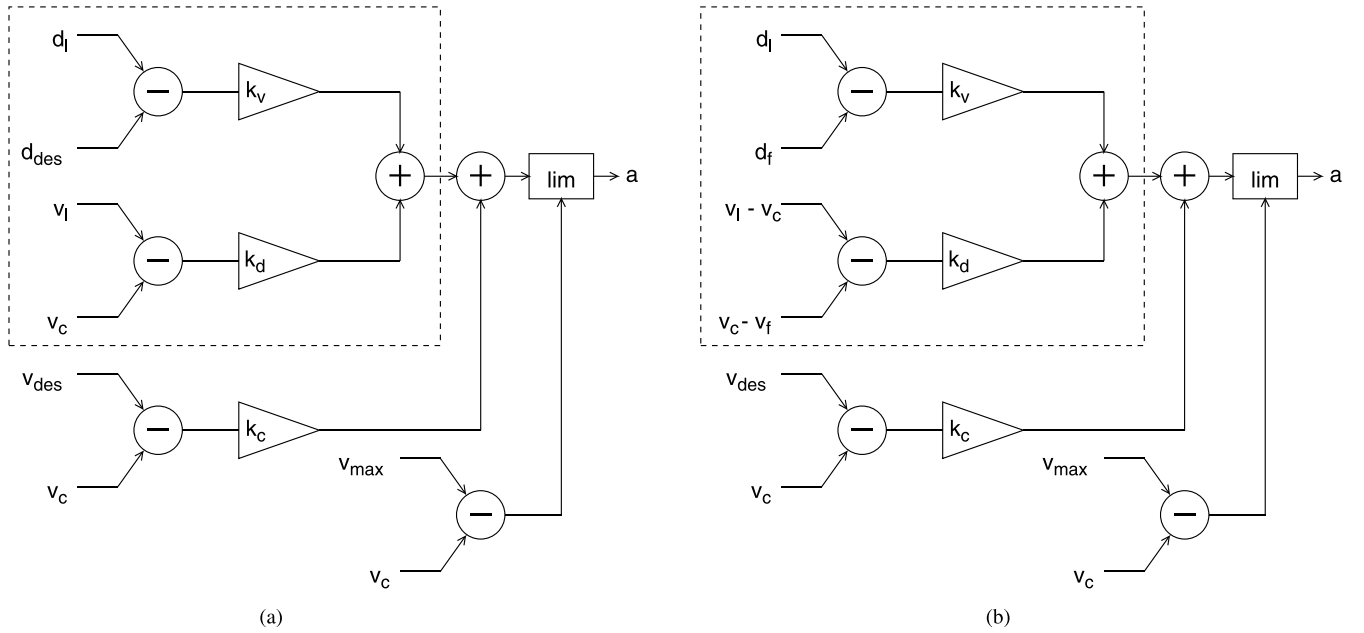 d_l
k_v
d_des
+ + lim a
v_l
k_d
v_c
v_des
k_c
v_c
v_max
v_c
(a)
d_l
k_v
d_f
+ + lim a
v_l - v_c
k_d
v_c - v_f
v_des
k_c
v_c
v_max
v_c
(b)